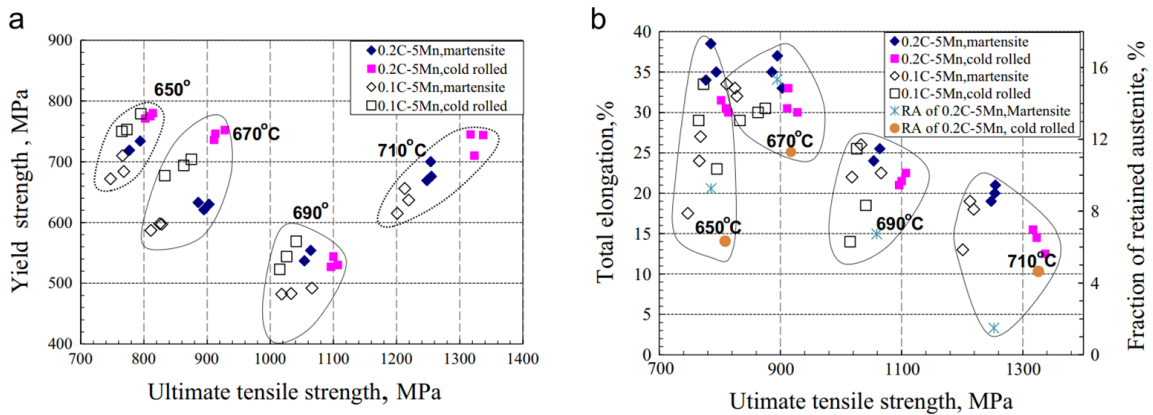 a
900
800
700
600
500
400
700
800
900
1000
1100
1200
1300
1400
Yield strength , MPa
Ultimate tensile strength, MPa
0.2C-5Mn,martensite
0.2C-5Mn,cold rolled
0.1C-5Mn,martensite
0.1C-5Mn,cold rolled
650°
670°C
710°C
690°
b
40
35
30
25
20
15
10
5
0
16
14
12
10
8
6
4
2
0
700
900
1100
1300
Total elongation,%
Fraction of retained austenite, %
Utimate tensile strength, MPa
0.2C-5Mn,martensite
0.2C-5Mn,cold rolled
0.1C-5Mn,martensite
0.1C-5Mn,cold rolled
RA of 0.2C-5Mn,Martensite
RA of 0.2C-5Mn, cold rolled
670°C
650°C
690°C
710°C